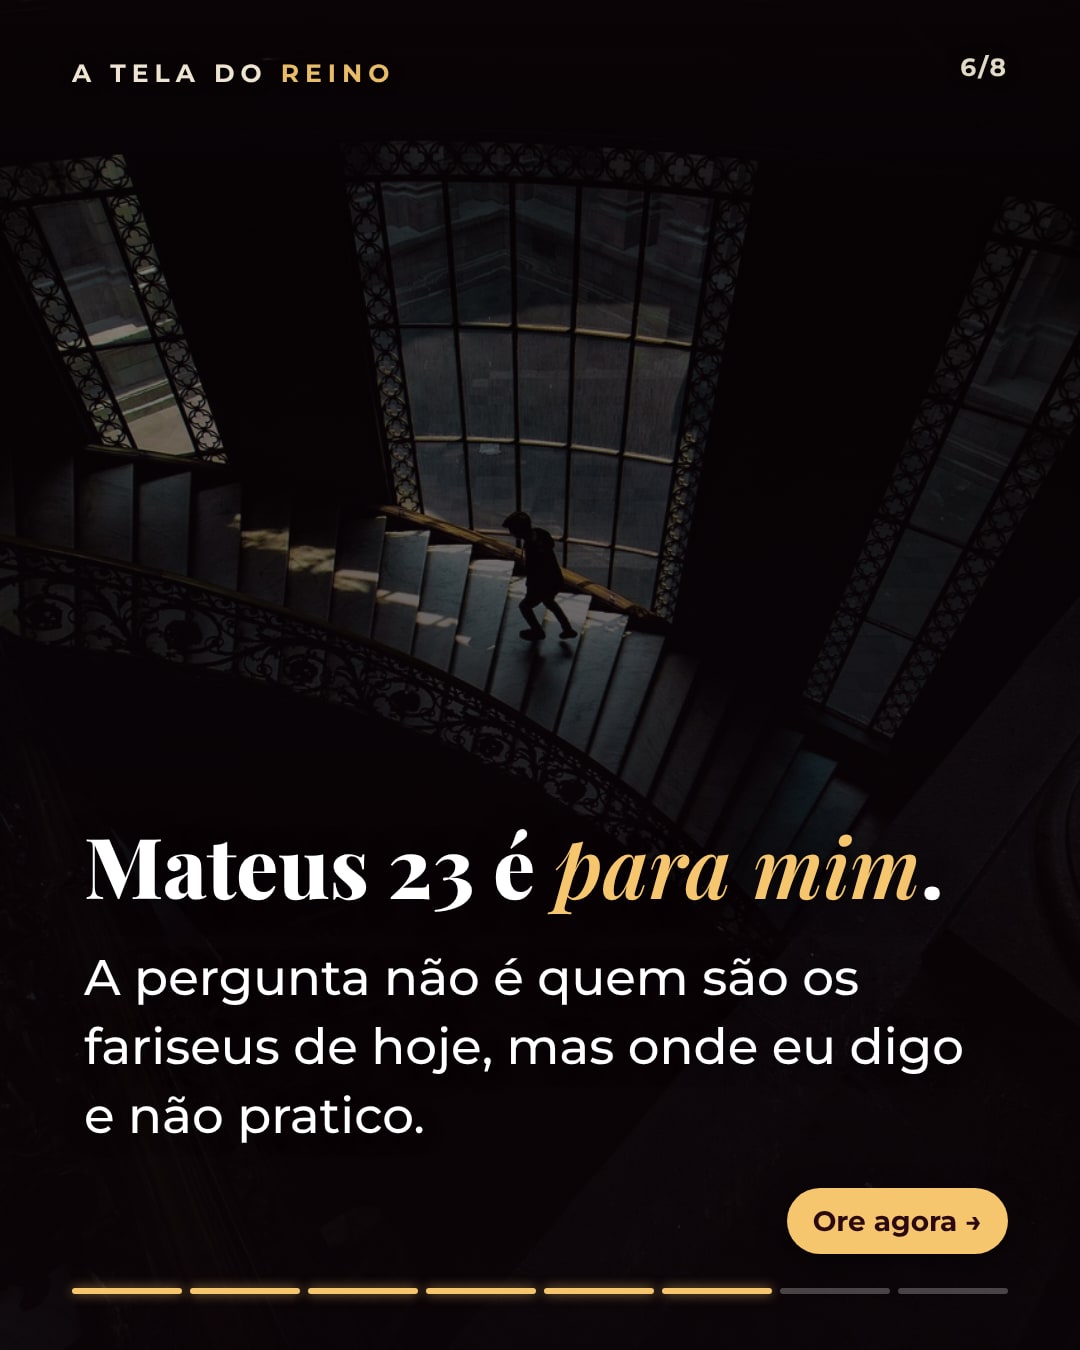 A TELA DO REINO
6/8
Mateus 23 é para mim.
A pergunta não é quem são os
fariseus de hoje, mas onde eu digo
e não pratico.
Ore agora →